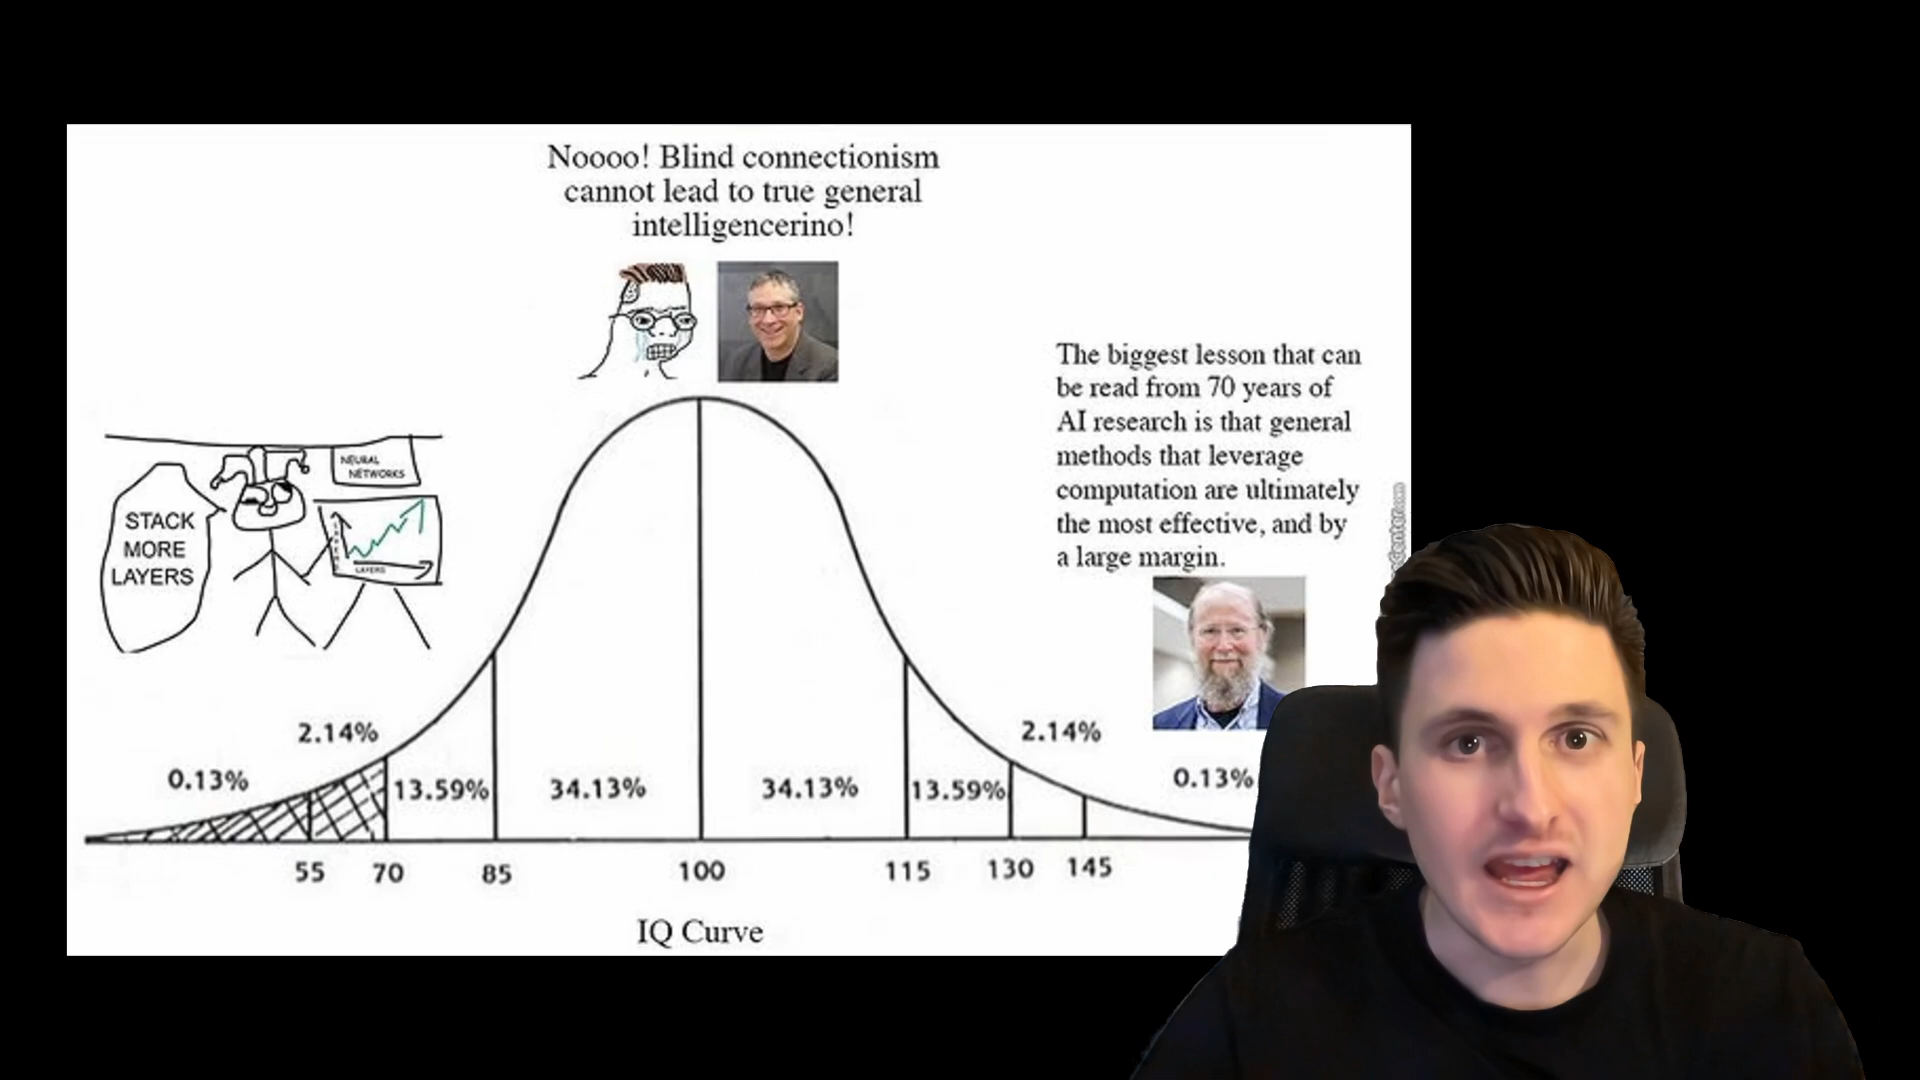 Noooo! Blind connectionism
cannot lead to true general
intelligencerino!
The biggest lesson that can
be read from 70 years of
AI research is that general
methods that leverage
computation are ultimately
the most effective, and by
a large margin.
NEURAL
NETWORKS
STACK
MORE
LAYERS
LAYERS
2.14%
0.13%
13.59%
34.13%
34.13%
13.59%
2.14%
0.13%
55 70 85 100 115 130 145
IQ Curve